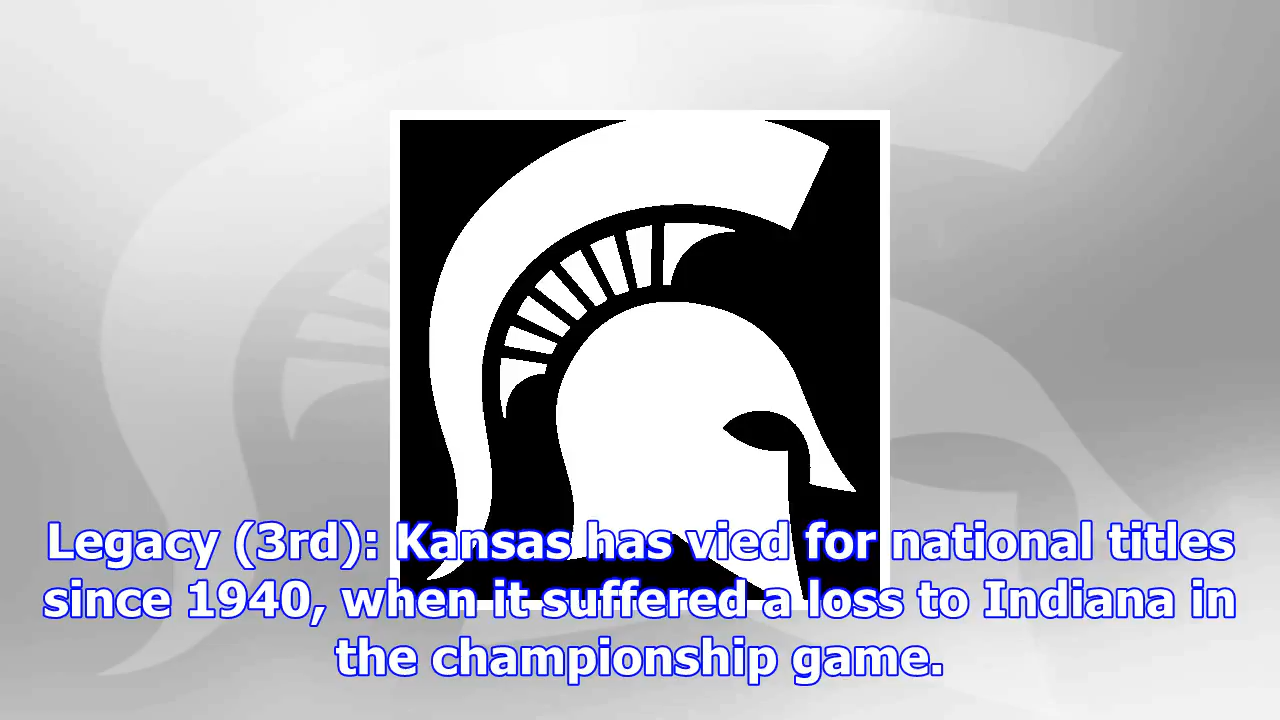 Legacy (3rd): Kansas has vied for national titles
since 1940, when it suffered a loss to Indiana in
the championship game.